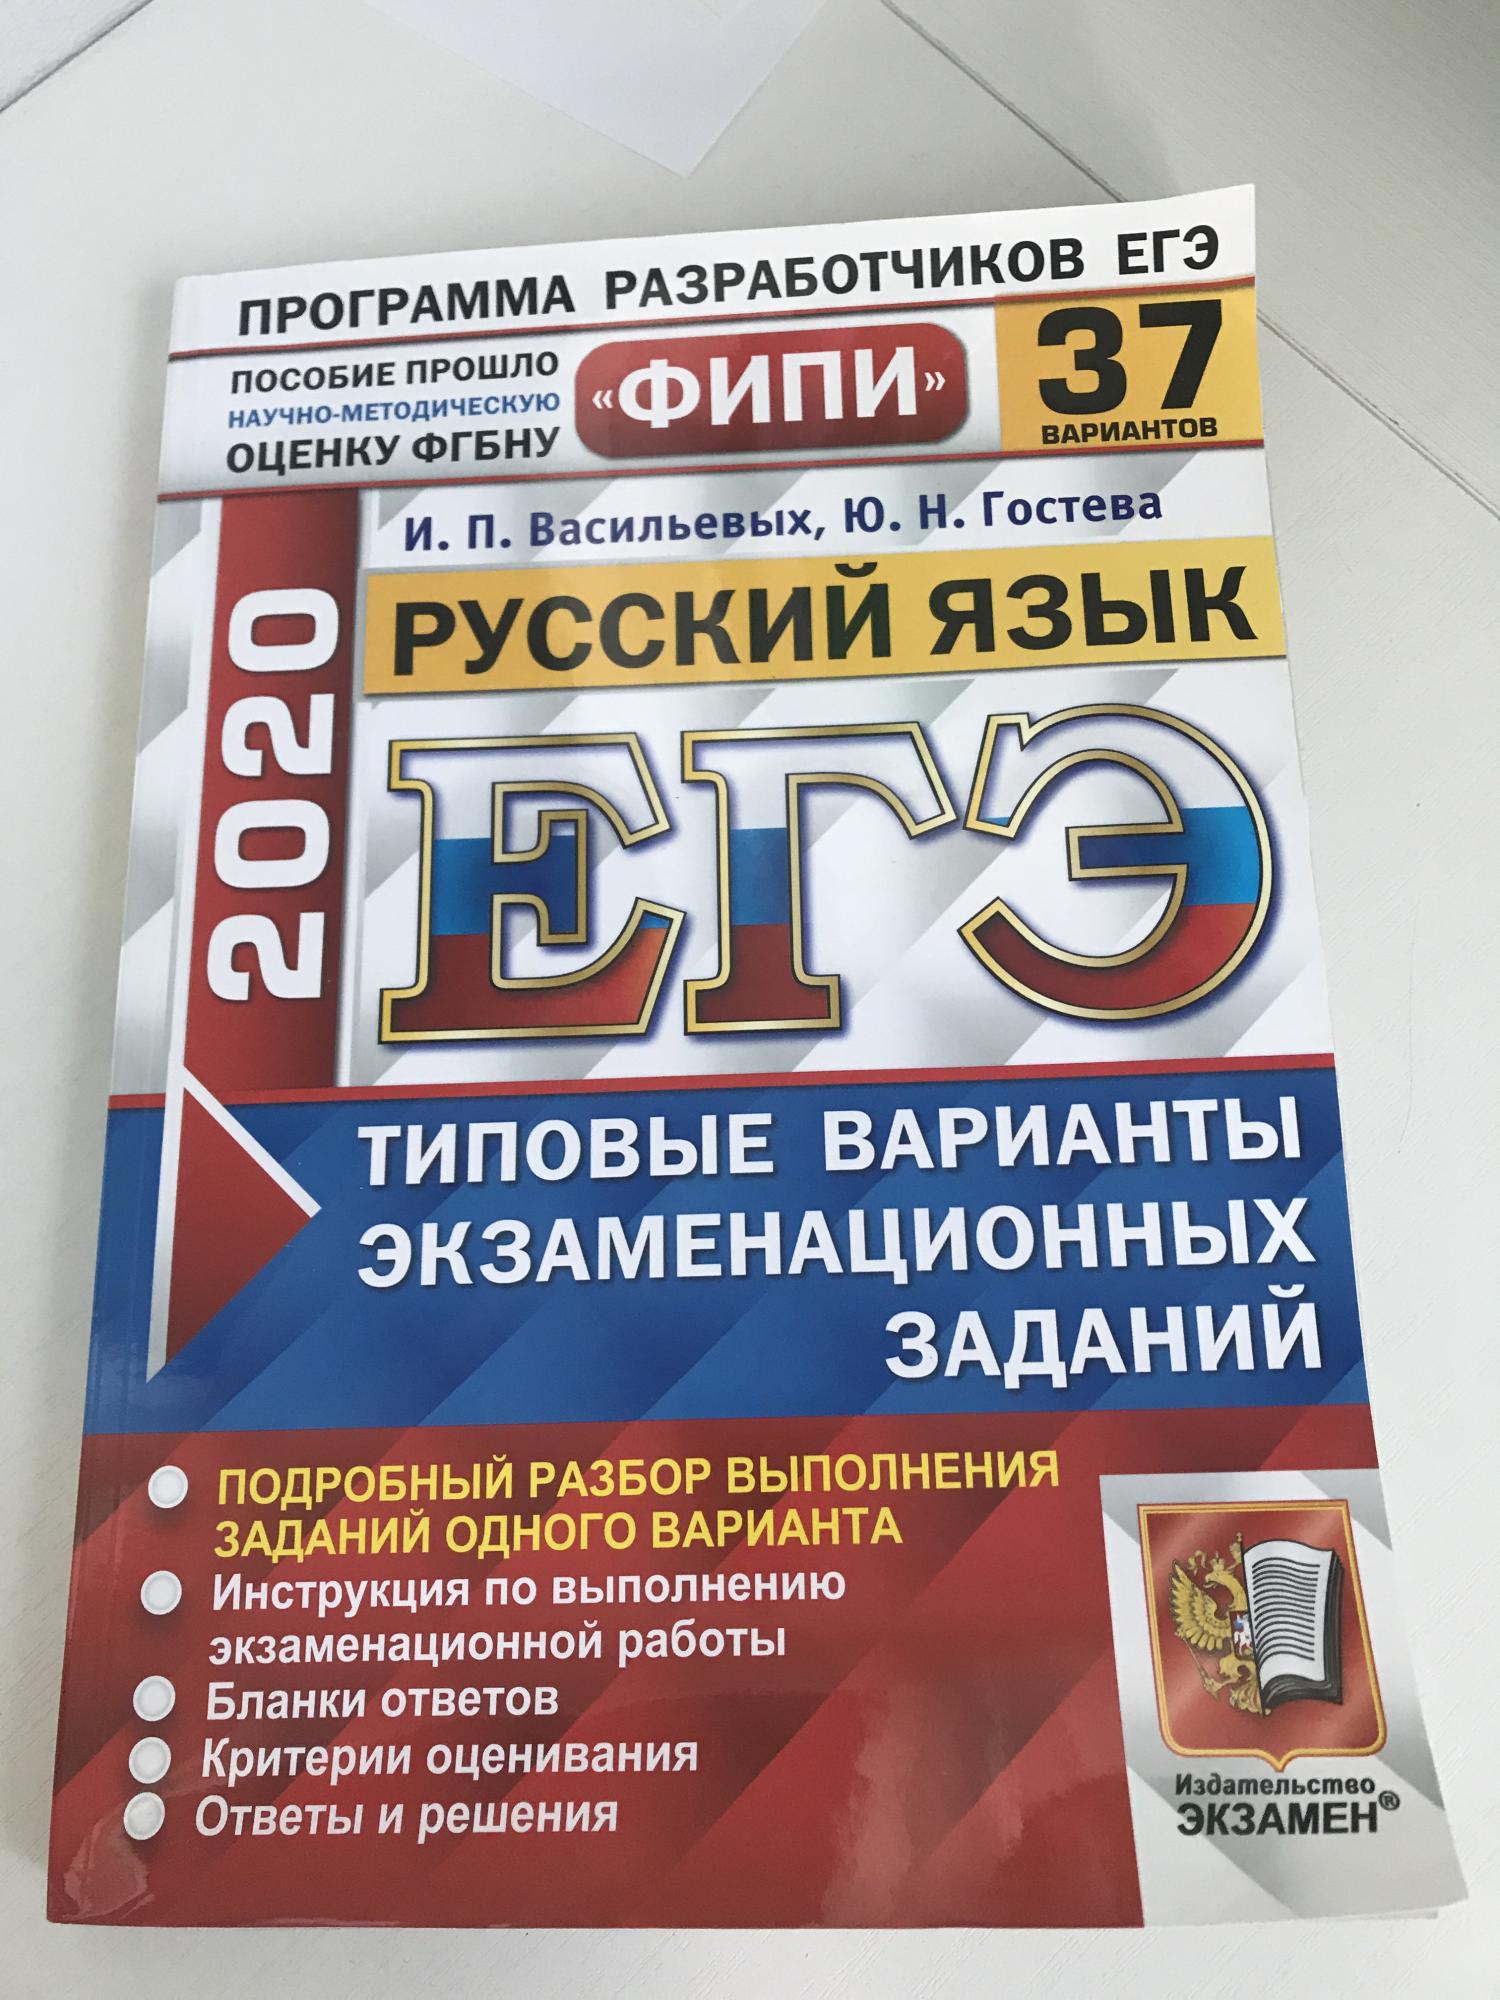 ПРОГРАММА РАЗРАБОТЧИКОВ ЕГЭ
ПОСОБИЕ ПРОШЛО
НАУЧНО-МЕТОДИЧЕСКУЮ
ОЦЕНКУ ФГБНУ
«ФИПИ»
37
ВАРИАНТОВ
2020
И. П. Васильевых, Ю. Н. Гостева
РУССКИЙ ЯЗЫК
ЕГЭ
ТИПОВЫЕ ВАРИАНТЫ
ЭКЗАМЕНАЦИОННЫХ
ЗАДАНИЙ
ПОДРОБНЫЙ РАЗБОР ВЫПОЛНЕНИЯ
ЗАДАНИЙ ОДНОГО ВАРИАНТА
Инструкция по выполнению
экзаменационной работы
Бланки ответов
Критерии оценивания
Ответы и решения
Издательство
ЭКЗАМЕН®